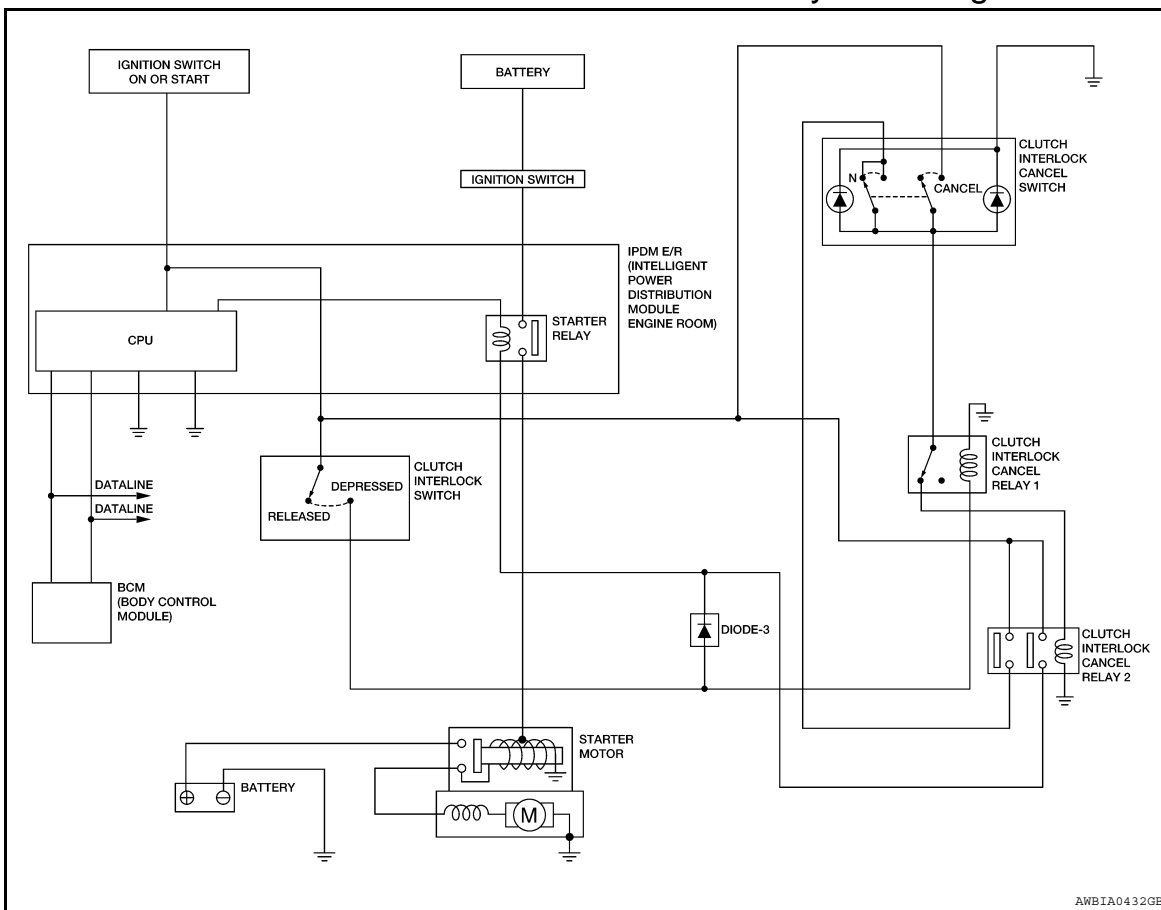 IGNITION SWITCH
ON OR START
BATTERY
IGNITION SWITCH
CLUTCH
INTERLOCK
CANCEL
SWITCH
N
CANCEL
IPDM E/R
(INTELLIGENT
POWER
DISTRIBUTION
MODULE
ENGINE ROOM)
STARTER
RELAY
CPU
CLUTCH
INTERLOCK
CANCEL
RELAY 1
CLUTCH
INTERLOCK
SWITCH
DEPRESSED
RELEASED
DATALINE
DATALINE
BCM
(BODY CONTROL
MODULE)
DIODE-3
CLUTCH
INTERLOCK
CANCEL
RELAY 2
STARTER
MOTOR
BATTERY
M
AWBIA0432GB